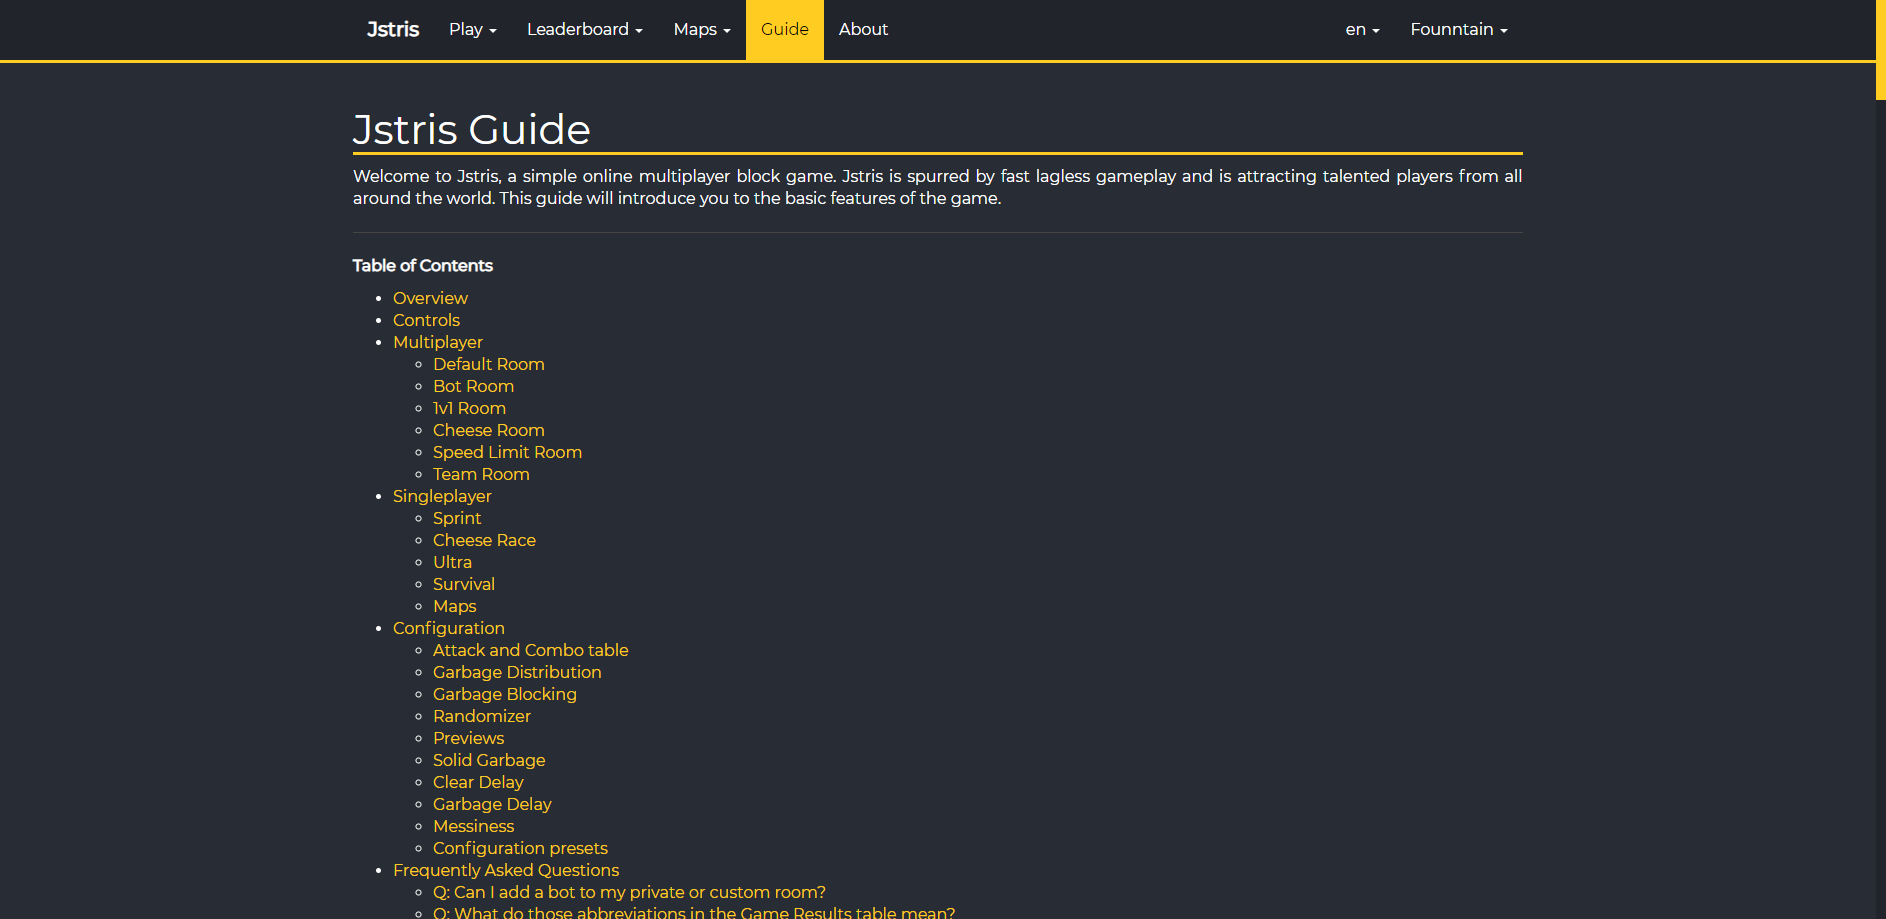 Jstris Play Leaderboard Maps Guide About en Founntain
Jstris Guide
Welcome to Jstris, a simple online multiplayer block game. Jstris is spurred by fast lagless gameplay and is attracting talented players from all
around the world. This guide will introduce you to the basic features of the game.
Table of Contents
Overview
Controls
Multiplayer
Default Room
Bot Room
1v1 Room
Cheese Room
Speed Limit Room
Team Room
Singleplayer
Sprint
Cheese Race
Ultra
Survival
Maps
Configuration
Attack and Combo table
Garbage Distribution
Garbage Blocking
Randomizer
Previews
Solid Garbage
Clear Delay
Garbage Delay
Messiness
Configuration presets
Frequently Asked Questions
Q: Can I add a bot to my private or custom room?
Q: What do those abbreviations in the Game Results table mean?